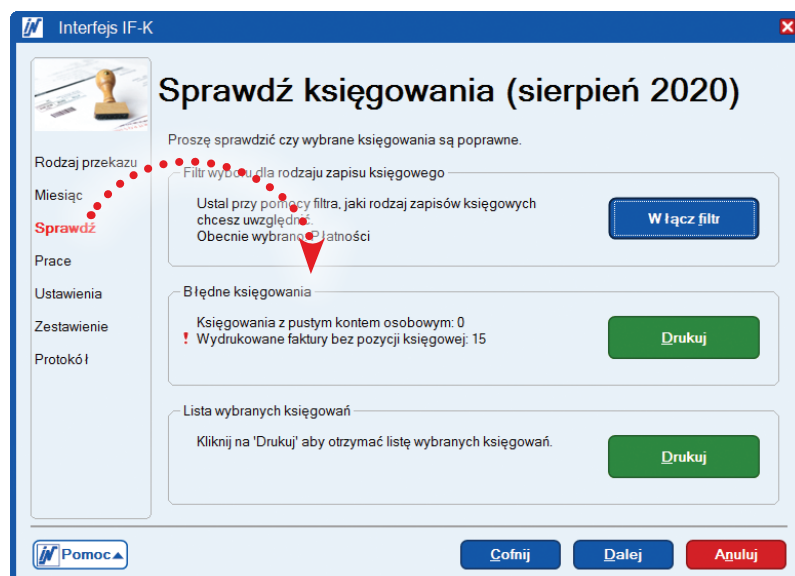 Interfejs IF-K
Sprawdź księgowania (sierpień 2020)
Proszę sprawdzić czy wybrane księgowania są poprawne.
Rodzaj przekazu
Miesiąc
Sprawdź
Prace
Ustawienia
Zestawienie
Protokół
Filtr wyboru dla rodzaju zapisu księgowego
Ustal przy pomocy filtra, jaki rodzaj zapisów księgowych
chcesz uwzględnić.
Obecnie wybrano: Płatności
Włącz filtr
Błędne księgowania
Księgowania z pustym kontem osobowym: 0
! Wydrukowane faktury bez pozycji księgowej: 15
Drukuj
Lista wybranych księgowań
Kliknij na 'Drukuj' aby otrzymać listę wybranych księgowań.
Drukuj
Pomoc
Cofnij
Dalej
Anuluj